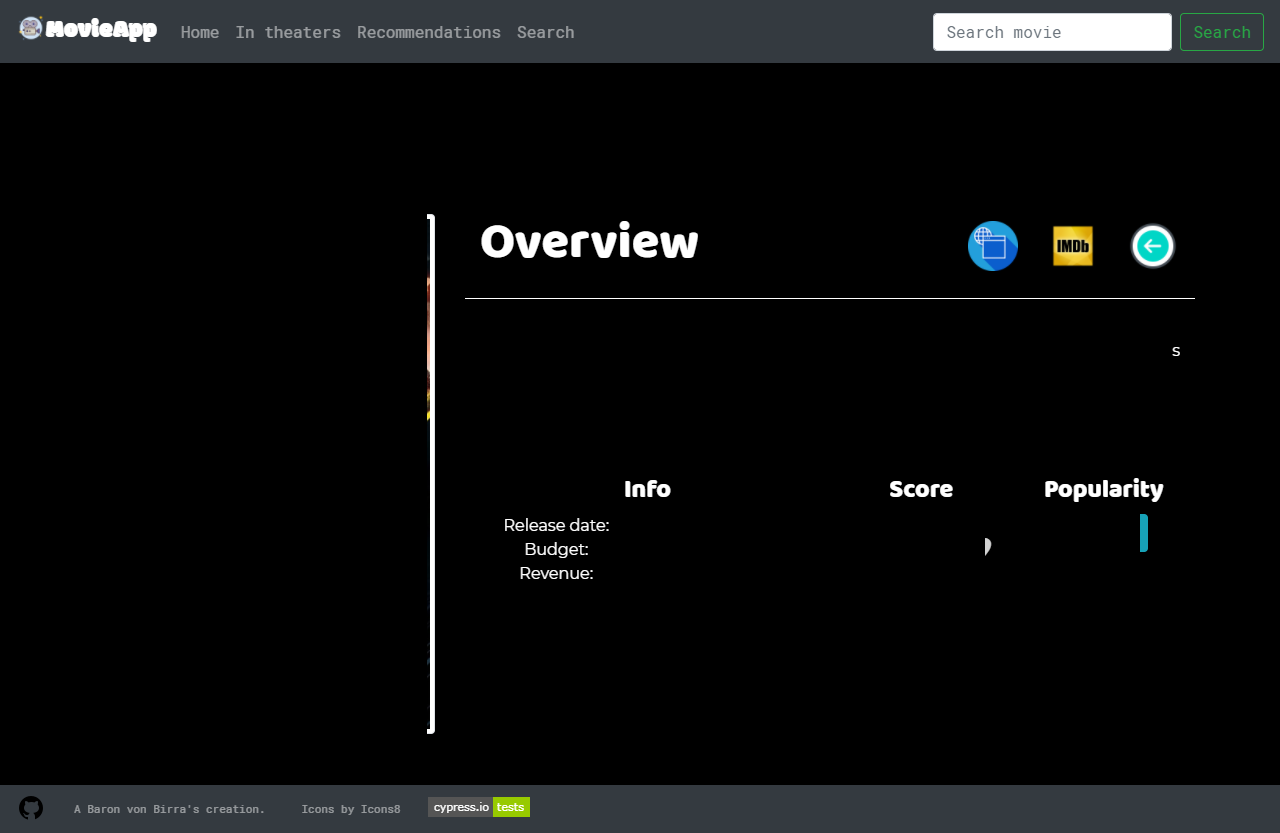 MovieApp Home In theaters Recommendations Search Search movie Search
Overview IMDb
s
Info Score Popularity
Release date:
Budget:
Revenue:
A Baron von Birra's creation. Icons by Icons8 cypress.io tests